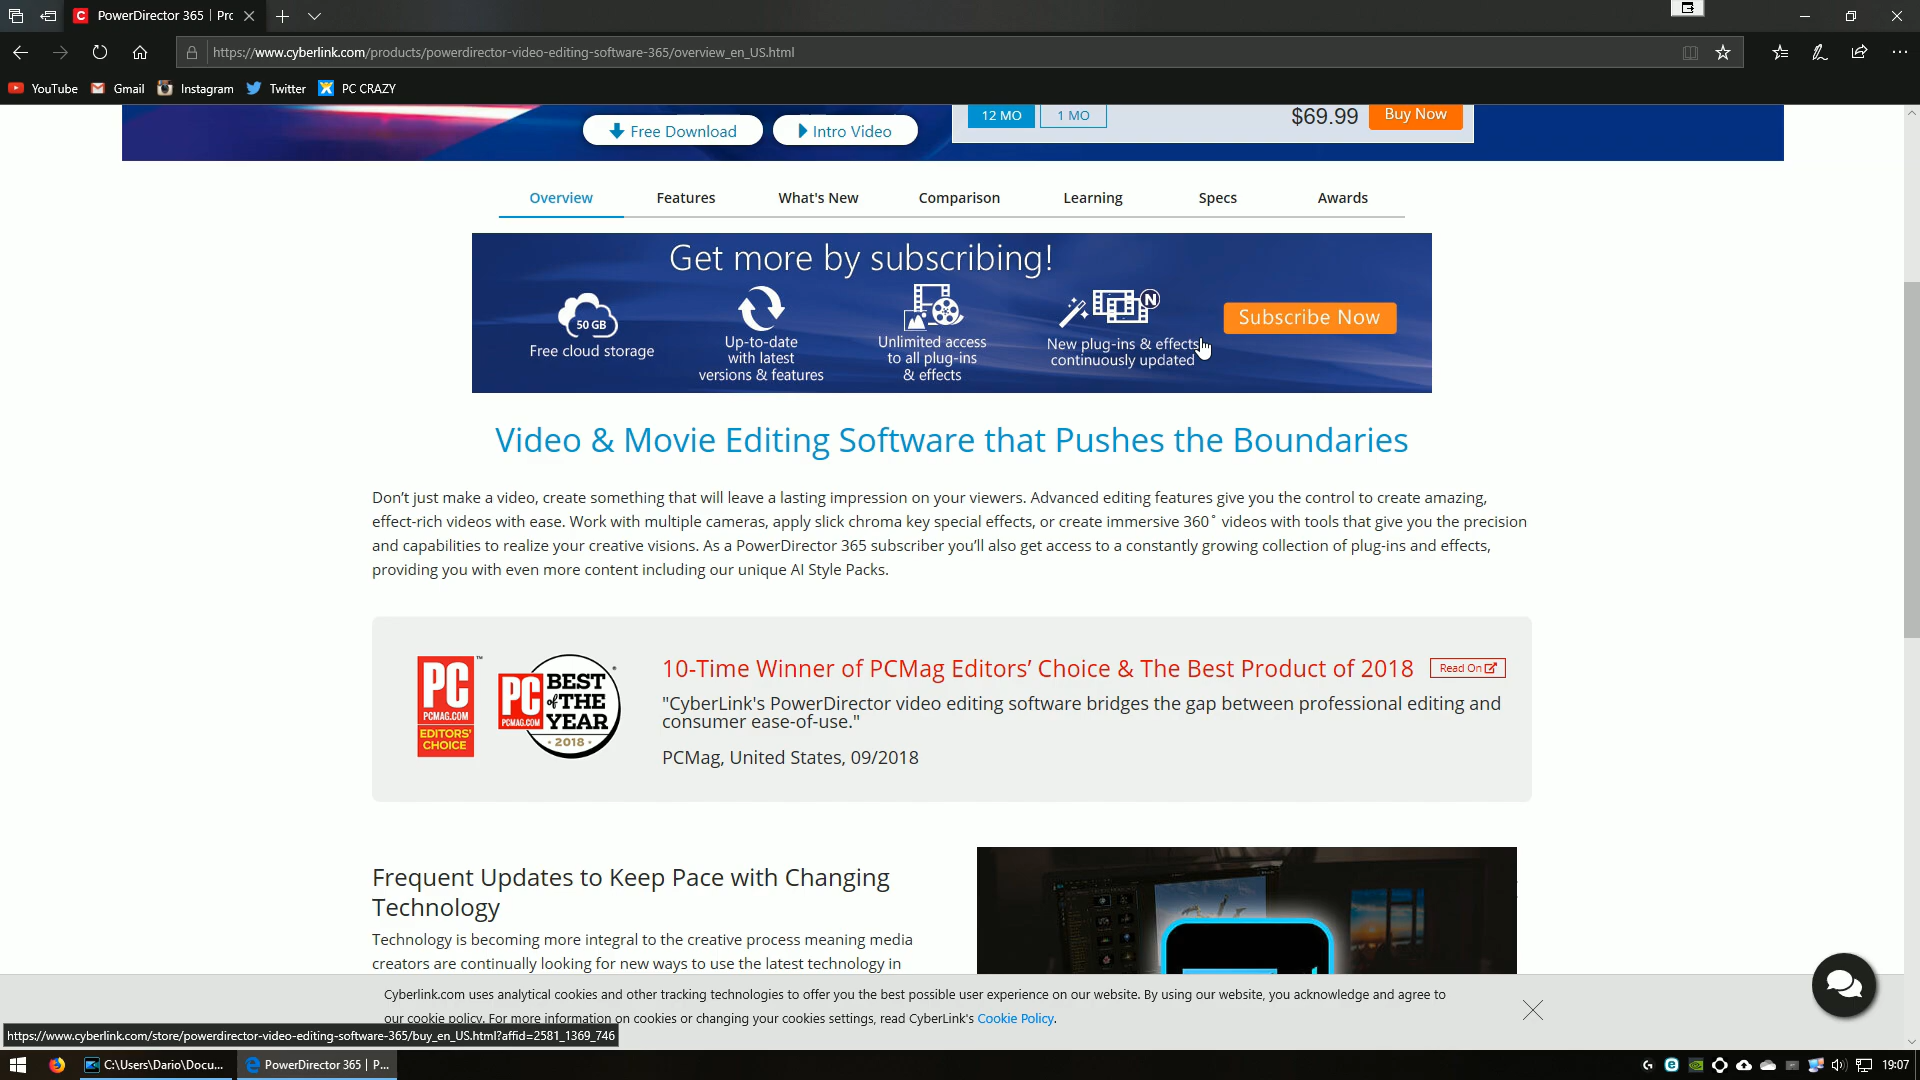 PowerDirector 365 | Prc
https://www.cyberlink.com/products/powerdirector-video-editing-software-365/overview_en_US.html
YouTube Gmail Instagram Twitter PC CRAZY
Free Download Intro Video 12 MO 1 MO $69.99 Buy Now
Overview Features What's New Comparison Learning Specs Awards
Get more by subscribing!
50 GB
Free cloud storage
Up-to-date
with latest
versions & features
Unlimited access
to all plug-ins
& effects
N
New plug-ins & effects
continuously updated
Subscribe Now
Video & Movie Editing Software that Pushes the Boundaries
Don’t just make a video, create something that will leave a lasting impression on your viewers. Advanced editing features give you the control to create amazing,
effect-rich videos with ease. Work with multiple cameras, apply slick chroma key special effects, or create immersive 360˚ videos with tools that give you the precision
and capabilities to realize your creative visions. As a PowerDirector 365 subscriber you’ll also get access to a constantly growing collection of plug-ins and effects,
providing you with even more content including our unique AI Style Packs.
PC
PCMAG.COM
EDITORS'
CHOICE
PC
PCMAG.COM
BEST
OF THE
YEAR
2018
10-Time Winner of PCMag Editors’ Choice & The Best Product of 2018 Read On
"CyberLink's PowerDirector video editing software bridges the gap between professional editing and
consumer ease-of-use."
PCMag, United States, 09/2018
Frequent Updates to Keep Pace with Changing
Technology
Technology is becoming more integral to the creative process meaning media
creators are continually looking for new ways to use the latest technology in
Cyberlink.com uses analytical cookies and other tracking technologies to offer you the best possible user experience on our website. By using our website, you acknowledge and agree to
our cookie policy. For more information on cookies or changing your cookies settings, read CyberLink's Cookie Policy.
https://www.cyberlink.com/store/powerdirector-video-editing-software-365/buy_en_US.html?affid=2581_1369_746
C:\Users\Dario\Docu... PowerDirector 365 | P... 19:07